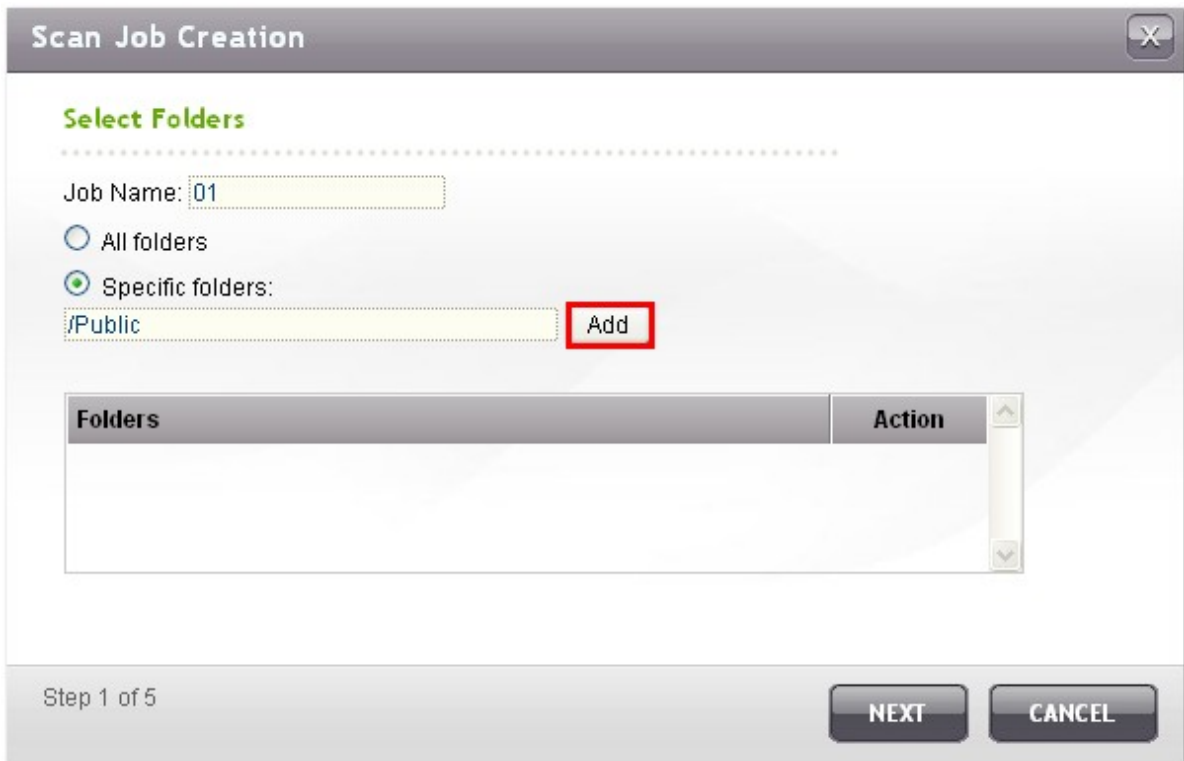 Scan Job Creation
X
Select Folders
Job Name: 01
All folders
Specific folders:
/Public Add
Folders Action
Step 1 of 5
NEXT CANCEL